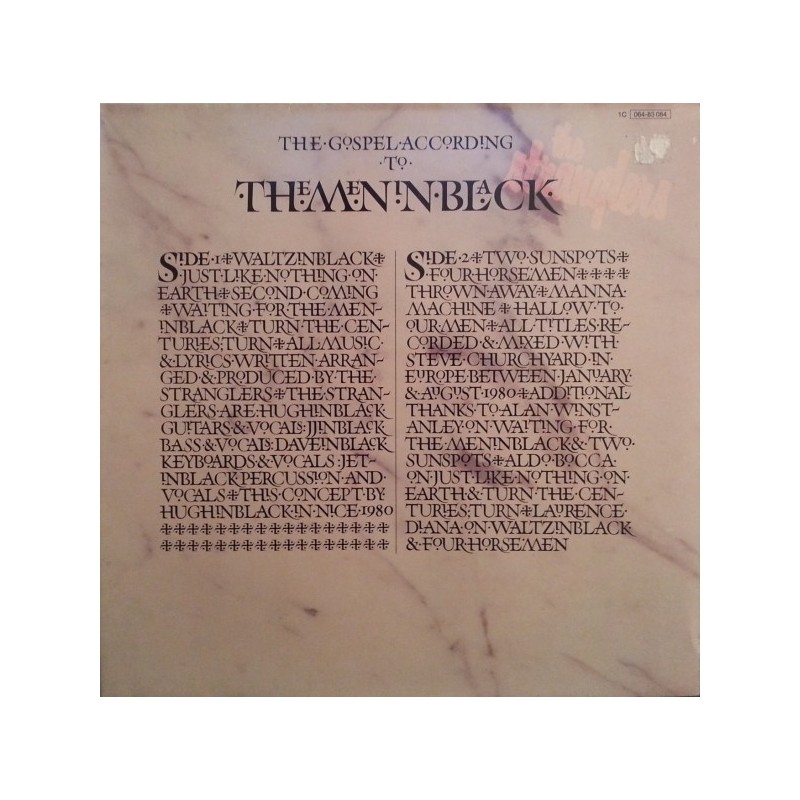 1C 064-83 084
the
Stranglers
THE·GOSPEL·ACCORDING
·TO·
·THEMENINBLACK·
SIDE·1⁜WALTZINBLACK⁜
·JUST·LIKE·NOTHING·ON·
EARTH⁜SECOND·COMING
⁜WAITING·FOR·THE·MEN-
INBLACK⁜TURN·THE·CEN-
TURIES;TURN⁜ALL·MUSIC·
&·LYRICS·WRITTEN·ARRAN-
GED·&·PRODUCED·BY·THE·
STRANGLERS⁜THE·STRAN-
GLERS·ARE:HUGHINBLACK
GUITARS·&·VOCALS:JJINBLACK
BASS·&·VOCALS:DAVEINBLACK
KEYBOARDS·&·VOCALS:JET-
INBLACK·PERCUSSION·AND·
VOCALS⁜THIS·CONCEPT·BY·
HUGHINBLACK·IN·NICE·1980
⁜⁜⁜⁜⁜⁜⁜⁜⁜⁜⁜⁜⁜⁜⁜⁜
⁜⁜⁜⁜⁜⁜⁜⁜⁜⁜⁜⁜⁜⁜⁜⁜
SIDE·2⁜TWO·SUNSPOTS⁜
·FOUR·HORSEMEN⁜⁜⁜⁜
THROWN·AWAY⁜MANNA·
MACHINE⁜HALLOW·TO·
OUR·MEN⁜ALL·TITLES·RE-
CORDED·&·MIXED·WITH·
STEVE·CHURCHYARD·IN·
EUROPE·BETWEEN·JANUARY·
&·AUGUST·1980⁜ADDITIONAL
THANKS·TO·ALAN·WINST-
ANLEY·ON·WAITING·FOR·
THE·MENINBLACK·&·TWO·
SUNSPOTS⁜ALDO·BOCCA·
·ON·JUST·LIKE·NOTHING·ON·
EARTH·&·TURN·THE·CEN-
TURIES;TURN⁜LAURENCE·
DIANA·ON·WALTZINBLACK
&·FOUR·HORSEMEN